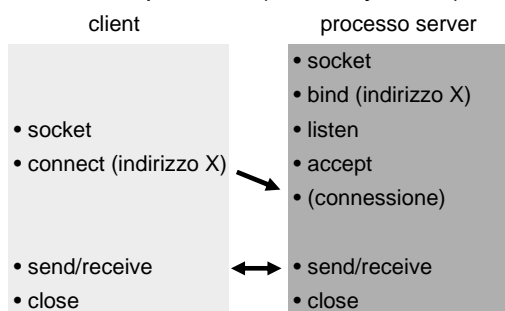 client
• socket
• connect (indirizzo X)
• send/receive
• close
processo server
• socket
• bind (indirizzo X)
• listen
• accept
• (connessione)
• send/receive
• close